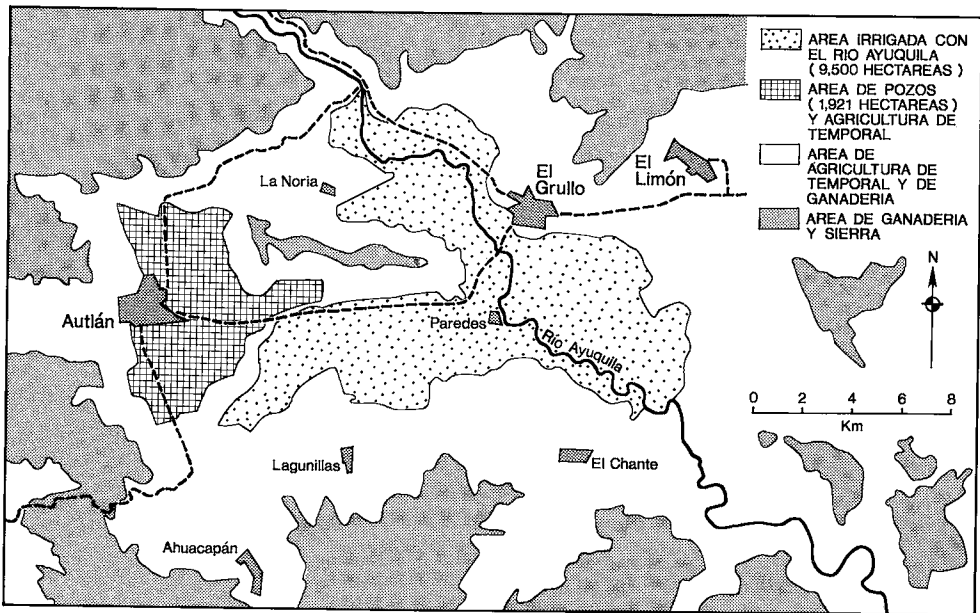 AREA IRRIGADA CON
EL RIO AYUQUILA
(9,500 HECTAREAS)
AREA DE POZOS
(1,921 HECTAREAS)
Y AGRICULTURA DE
TEMPORAL
AREA DE
AGRICULTURA DE
TEMPORAL Y DE
GANADERIA
AREA DE GANADERIA
Y SIERRA
N
0 2 4 6 8
Km
La Noria
El
Grullo
El
Limón
Autlán
Paredes
Rio Ayuquila
Lagunillas
El Chante
Ahuacapán